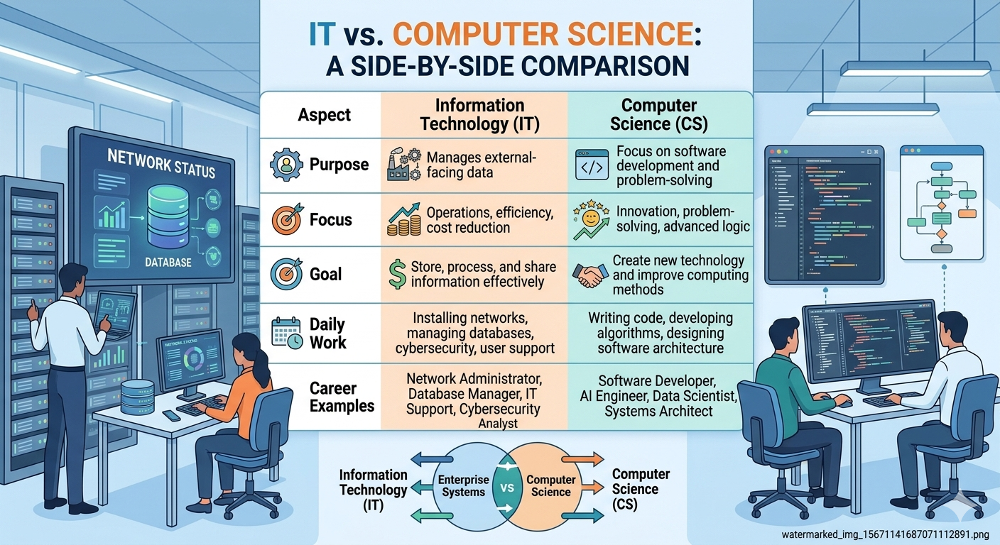 IT vs. COMPUTER SCIENCE:
A SIDE-BY-SIDE COMPARISON
Aspect
Information
Technology (IT)
Computer
Science (CS)
Purpose
Manages external-
facing data
</>
Focus on software
development and
problem-solving
Focus
Operations, efficiency,
cost reduction
Innovation, problem-
solving, advanced logic
Goal
$
Store, process, and share
information effectively
Create new technology
and improve computing
methods
Daily
Work
Installing networks,
managing databases,
cybersecurity, user support
Writing code, developing
algorithms, designing
software architecture
Career
Examples
Network Administrator,
Database Manager, IT
Support, Cybersecurity
Analyst
Software Developer,
AI Engineer, Data Scientist,
Systems Architect
NETWORK STATUS
DATABASE
Information
Technology
(IT)
Enterprise
Systems
VS
Computer
Science
Computer
Science
(CS)
watermarked_img_15671141687071112891.png